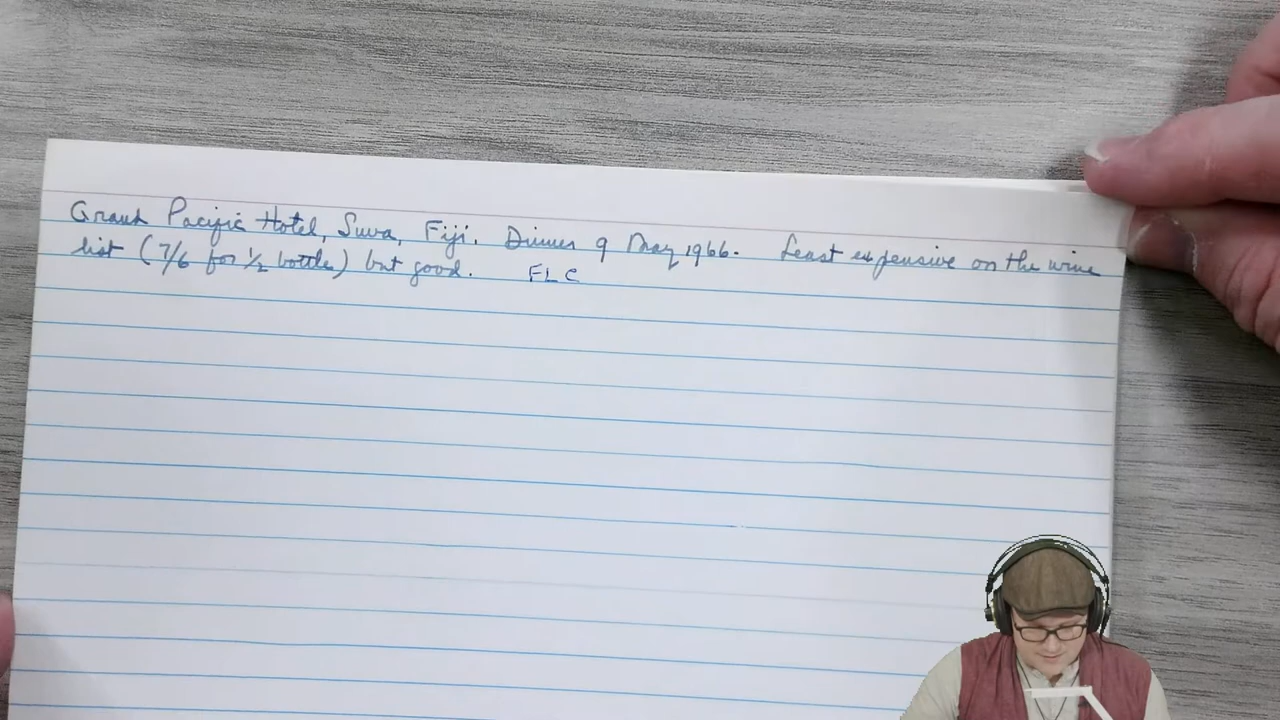 Grand Pacific Hotel, Suva, Fiji. Dinner 9 May 1966. Least expensive on the wine
list (7/6 for 1/2 bottle) but good. FLC